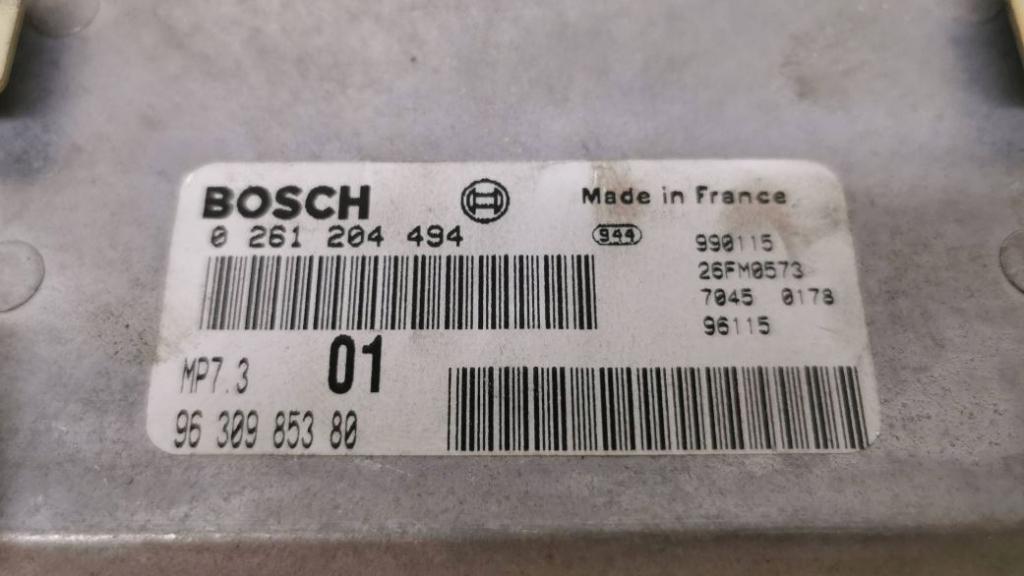 BOSCH
Made in France
0 261 204 494
944
990115
26FM0573
7045 0178
96115
MP7.3
01
96 309 853 80